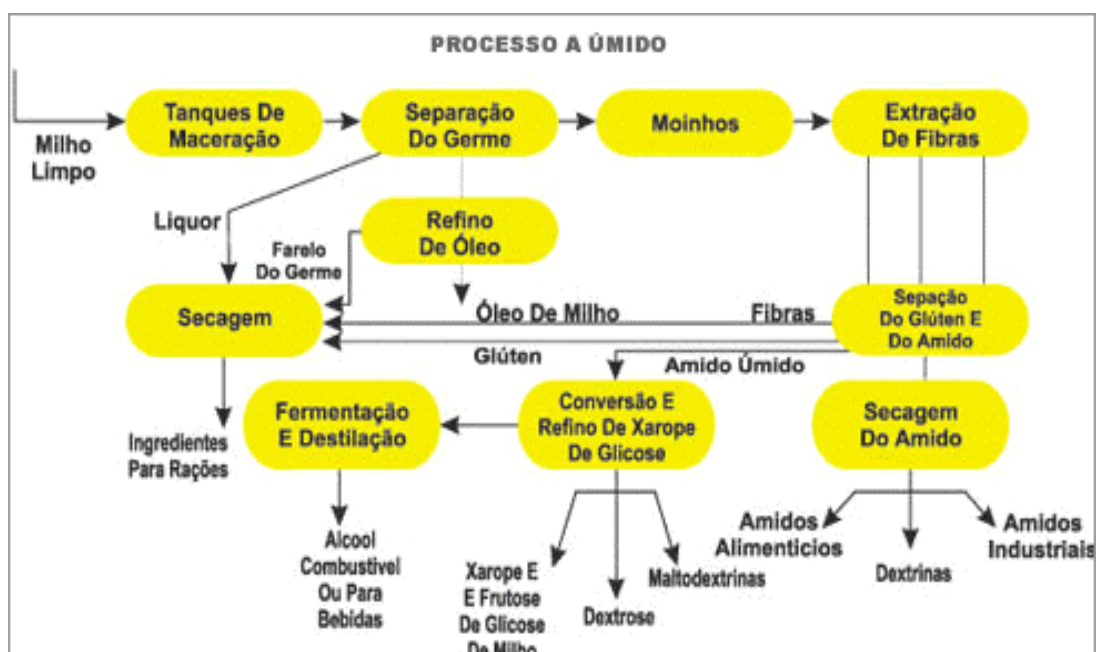 PROCESSO A ÚMIDO
Milho
Limpo
Tanques De
Maceração
Separação
Do Germe
Moinhos
Extração
De Fibras
Liquor
Refino
De Óleo
Farelo
Do Germe
Secagem
Óleo De Milho
Fibras
Glúten
Sepação
Do Glúten E
Do Amido
Amido Úmido
Fermentação
E Destilação
Conversão E
Refino De Xarope
De Glicose
Secagem
Do Amido
Ingredientes
Para Rações
Alcool
Combustivel
Ou Para
Bebidas
Xarope E
E Frutose
De Glicose
De Milho
Dextrose
Maltodextrinas
Amidos
Alimenticios
Dextrinas
Amidos
Industriais